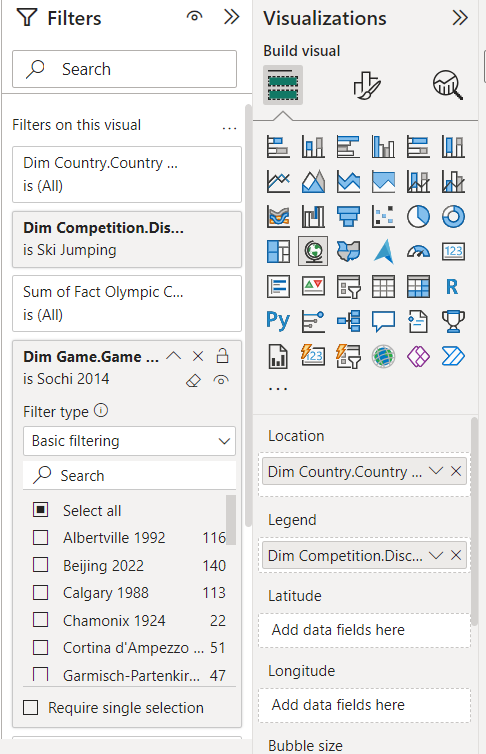 Filters
Search
Filters on this visual
...
Dim Country.Country ...
is (All)
Dim Competition.Dis...
is Ski Jumping
Sum of Fact Olympic C...
is (All)
Dim Game.Game ...
is Sochi 2014
Filter type
Basic filtering
Search
Select all
Albertville 1992 116
Beijing 2022 140
Calgary 1988 113
Chamonix 1924 22
Cortina d'Ampezzo ... 51
Garmisch-Partenkir... 47
Require single selection
Visualizations
Build visual
123
R
Py
123
...
Location
Dim Country.Country ...
Legend
Dim Competition.Disc...
Latitude
Add data fields here
Longitude
Add data fields here
Bubble size